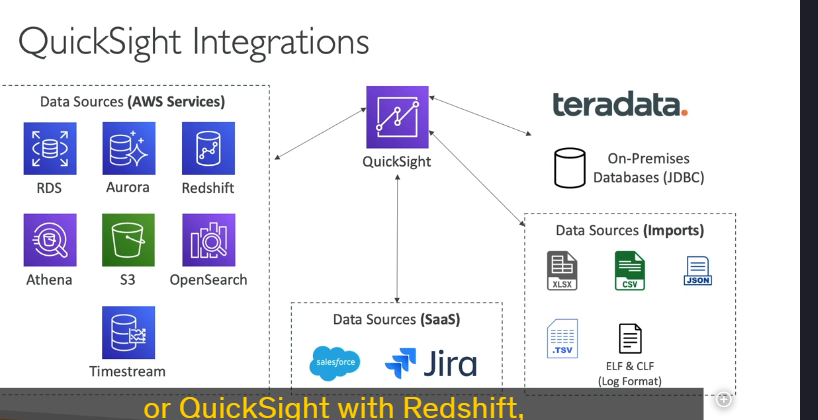 QuickSight Integrations
Data Sources (AWS Services)
RDS
Aurora
Redshift
Athena
S3
OpenSearch
Timestream
QuickSight
Data Sources (SaaS)
salesforce
Jira
teradata.
On-Premises
Databases (JDBC)
Data Sources (Imports)
XLSX
CSV
JSON
.TSV
ELF & CLF
(Log Format)
or QuickSight with Redshift,